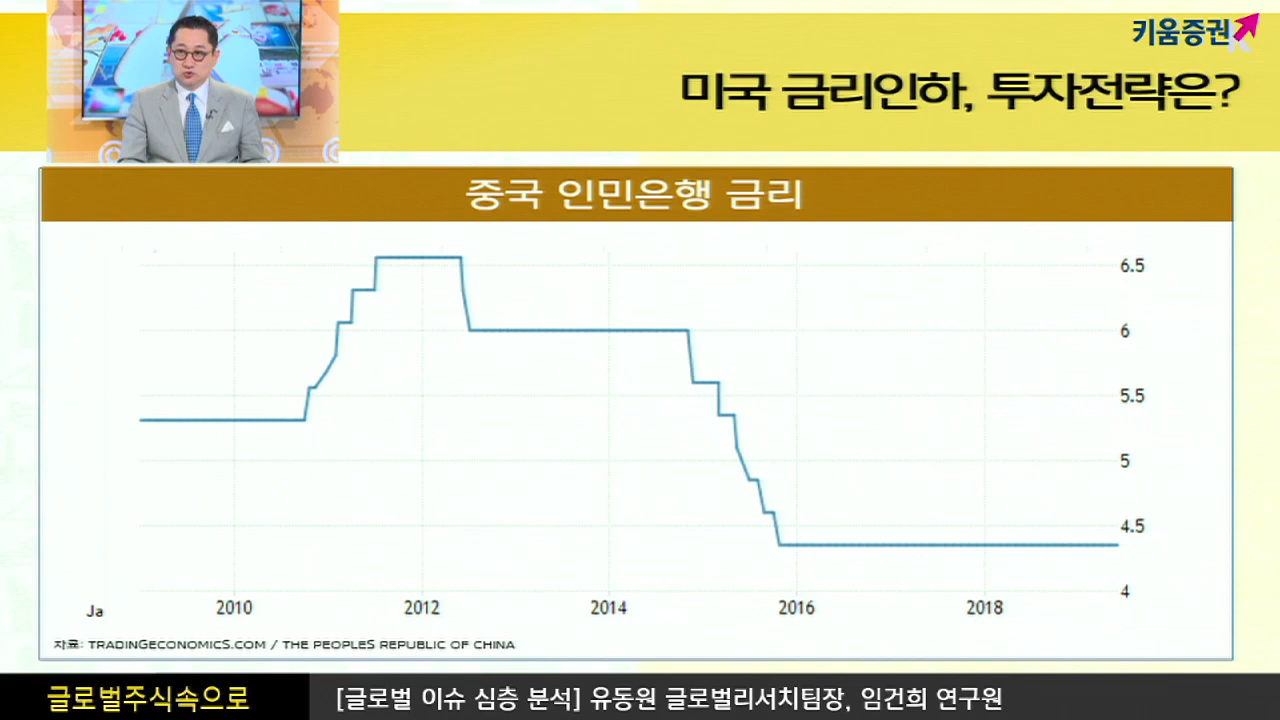 키움증권
미국 금리인하, 투자전략은?
중국 인민은행 금리
6.5
6
5.5
5
4.5
4
Ja
2010
2012
2014
2016
2018
자료: TRADINGECONOMICS.COM / THE PEOPLES REPUBLIC OF CHINA
글로벌주식속으로
[글로벌 이슈 심층 분석] 유동원 글로벌리서치팀장, 임건희 연구원